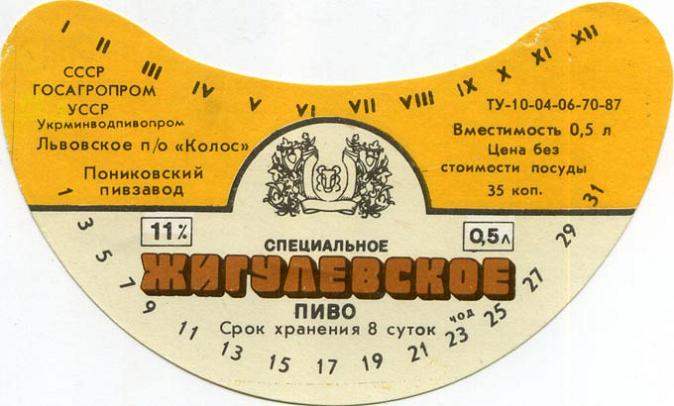 I II III IV V VI VII VIII IX X XI XII
СССР
ГОСАГРОПРОМ
УССР
Укрминводпивопром
Львовское п/о «Колос»
Пониковский
пивзавод
ТУ-10-04-06-70-87
Вместимость 0,5 л
Цена без
стоимости посуды
35 коп.
11%
0,5л
СПЕЦИАЛЬНОЕ
ЖИГУЛЕВСКОЕ
ПИВО
Срок хранения 8 суток
1 3 5 7 9 11 13 15 17 19 21 23 25 27 29 31
чод